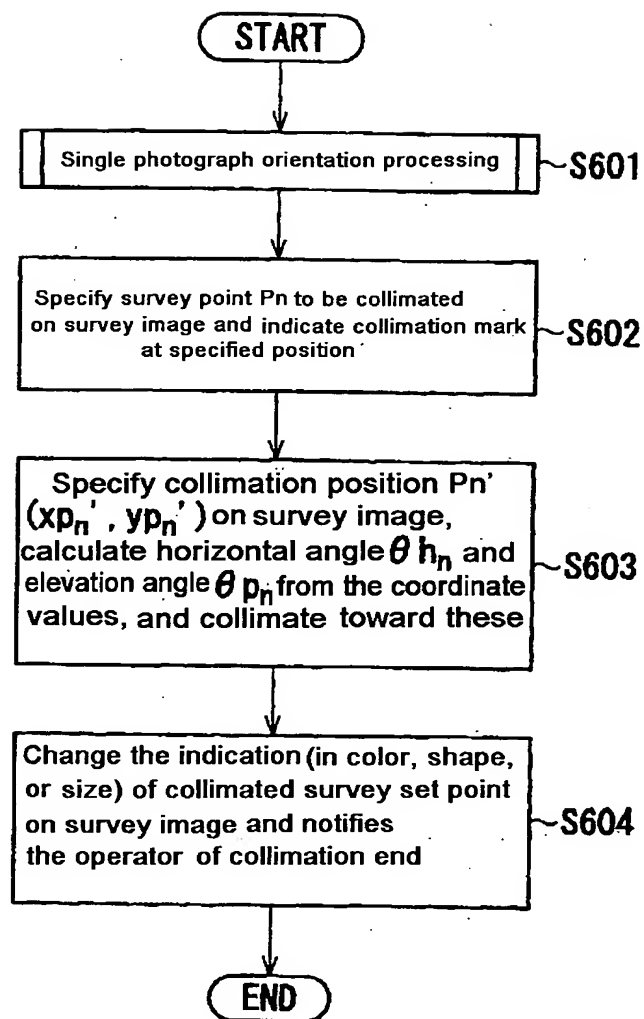 START
Single photograph orientation processing
S601
Specify survey point Pn to be collimated
on survey image and indicate collimation mark
at specified position
S602
Specify collimation position Pn'
(xpn', ypn') on survey image,
calculate horizontal angle θhn and
elevation angle θpn from the coordinate
values, and collimate toward these
S603
Change the indication (in color, shape,
or size) of collimated survey set point
on survey image and notifies
the operator of collimation end
S604
END